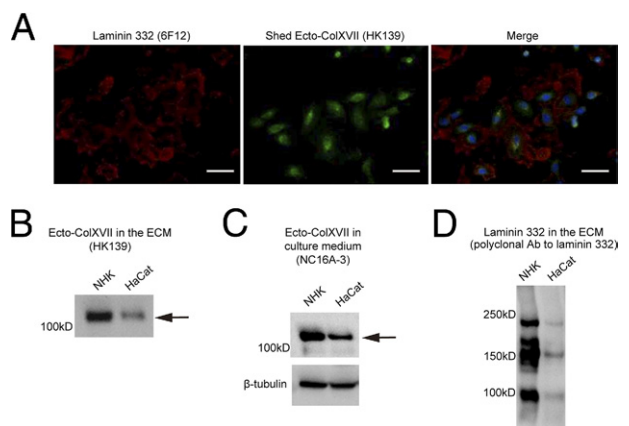 A
Laminin 332 (6F12)
Shed Ecto-ColXVII (HK139)
Merge
B
Ecto-ColXVII in the ECM
(HK139)
NHK
HaCat
100kD
C
Ecto-ColXVII in
culture medium
(NC16A-3)
NHK
HaCat
100kD
β-tubulin
D
Laminin 332 in the ECM
(polyclonal Ab to laminin 332)
NHK
HaCat
250kD
150kD
100kD